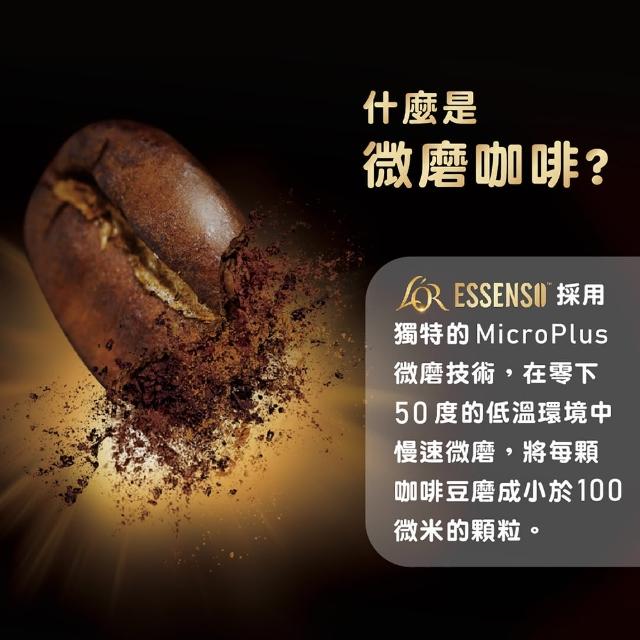 什麼是
微磨咖啡?
L'OR ESSENSO™ 採用
獨特的 MicroPlus
微磨技術，在零下
50 度的低溫環境中
慢速微磨，將每顆
咖啡豆磨成小於100
微米的顆粒。